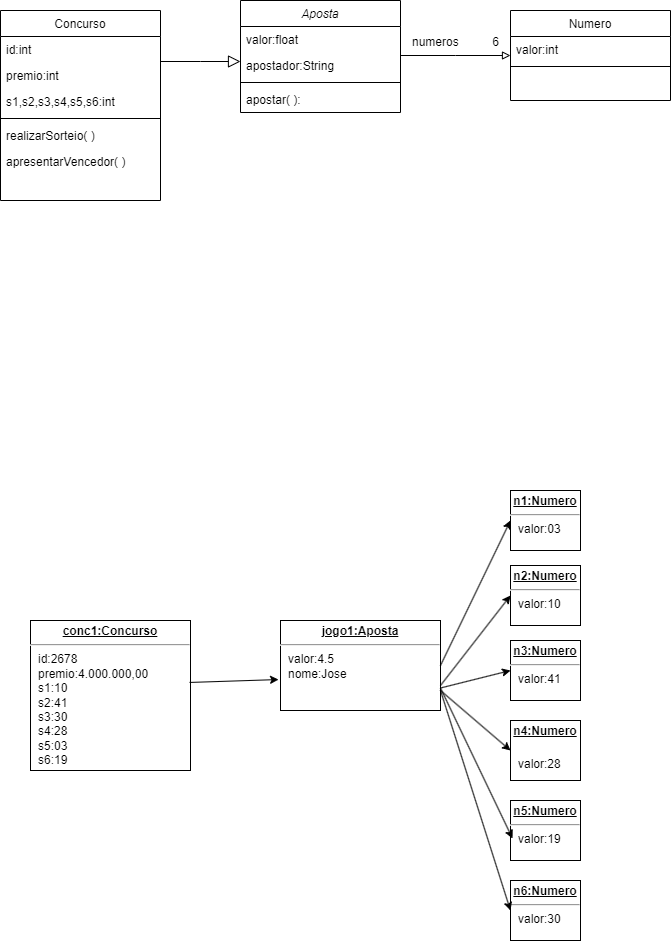 Concurso
id:int
premio:int
s1,s2,s3,s4,s5,s6:int
realizarSorteio( )
apresentarVencedor( )
Aposta
valor:float
apostador:String
apostar( ):
numeros 6
Numero
valor:int
conc1:Concurso
id:2678
premio:4.000.000,00
s1:10
s2:41
s3:30
s4:28
s5:03
s6:19
jogo1:Aposta
valor:4.5
nome:Jose
n1:Numero
valor:03
n2:Numero
valor:10
n3:Numero
valor:41
n4:Numero
valor:28
n5:Numero
valor:19
n6:Numero
valor:30